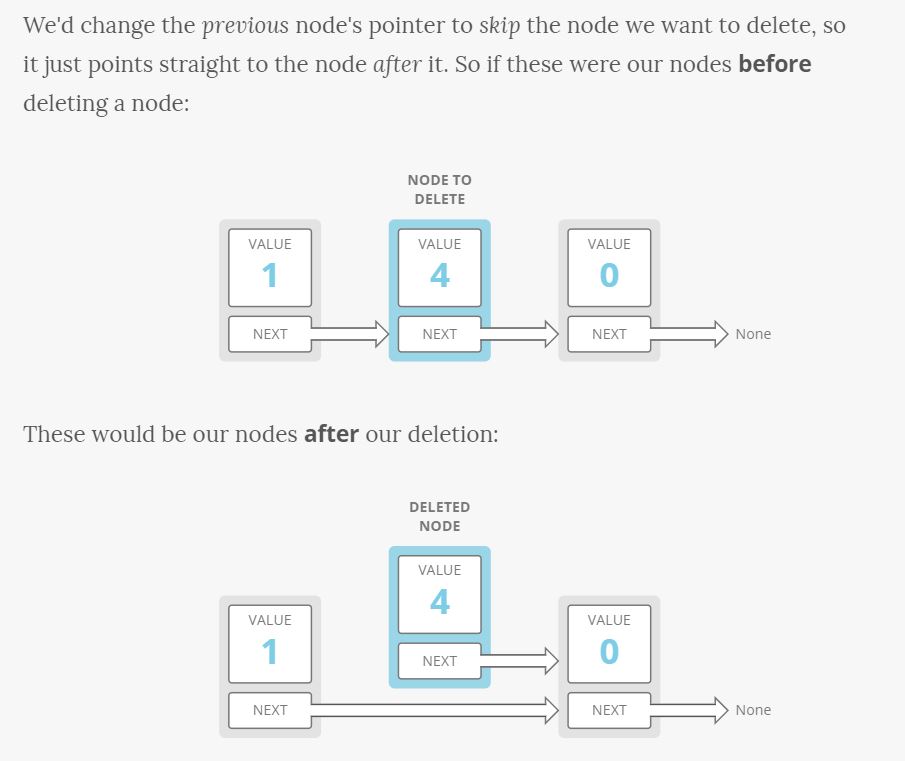 We'd change the previous node's pointer to skip the node we want to delete, so
it just points straight to the node after it. So if these were our nodes before
deleting a node:
NODE TO
DELETE
VALUE
1
NEXT
VALUE
4
NEXT
VALUE
0
NEXT
None
These would be our nodes after our deletion:
DELETED
NODE
VALUE
4
NEXT
VALUE
1
NEXT
VALUE
0
NEXT
None